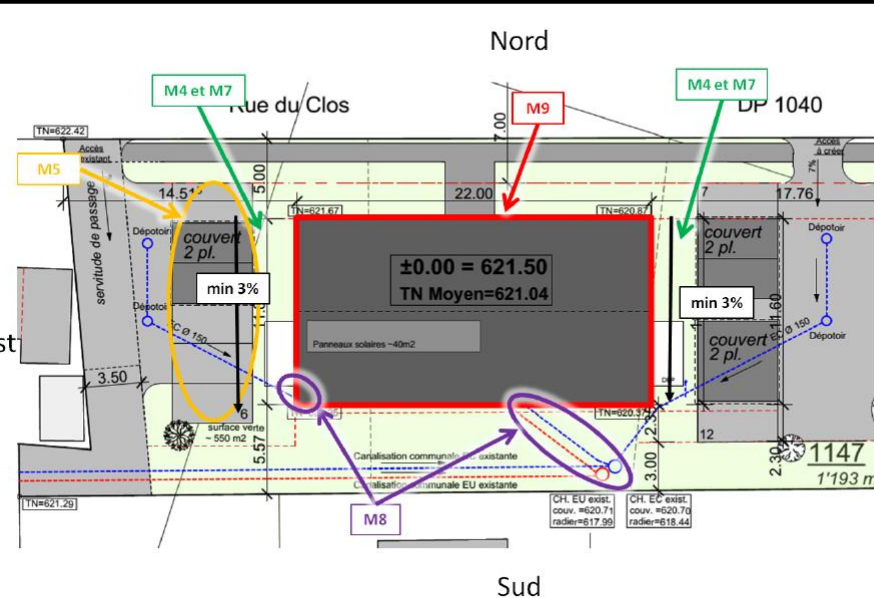 Nord
M4 et M7
M4 et M7
Rue du Clos
M9
DP 1040
TN=622.42
7.00
Accès
existant
Accès
à créer
M5
5.00
7%
14.51
22.00
7
17.76
TN=621.67
TN=620.87
servitude de passage
Dépotoir
couvert
2 pl.
couvert
2 pl.
Dépotoir
±0.00 = 621.50
TN Moyen=621.04
min 3%
min 3%
11.60
EC Ø 150
EC Ø 150
Panneaux solaires ~40m2
couvert
2 pl.
Dépotoir
3.50
6
surface verte
~ 550 m2
5.57
12
2.30
3.00
1147
1'193 m
Canalisation communale EC existante
Canalisation communale EU existante
TN=621.29
M8
CH. EU exist.
couv. =620.71
radier=617.99
CH. EC exist.
couv. =620.70
radier=618.44
Sud